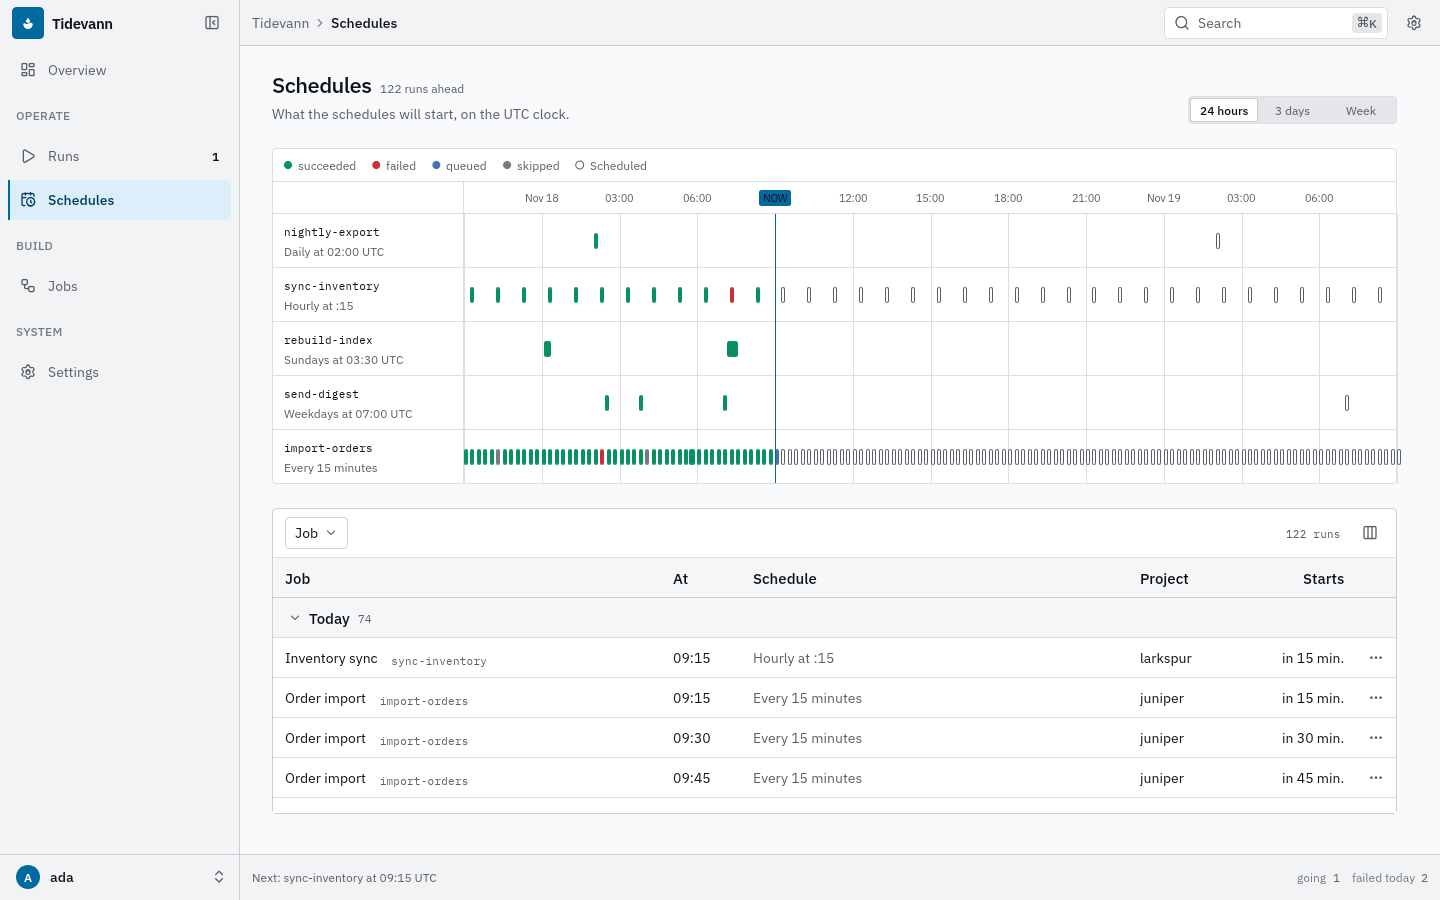 Tidevann
Overview
OPERATE
Runs 1
Schedules
BUILD
Jobs
SYSTEM
Settings
A ada
Tidevann > Schedules
Search ⌘K
Schedules 122 runs ahead
What the schedules will start, on the UTC clock.
24 hours 3 days Week
succeeded failed queued skipped Scheduled
Nov 18 03:00 06:00 NOW 12:00 15:00 18:00 21:00 Nov 19 03:00 06:00
nightly-export
Daily at 02:00 UTC
sync-inventory
Hourly at :15
rebuild-index
Sundays at 03:30 UTC
send-digest
Weekdays at 07:00 UTC
import-orders
Every 15 minutes
Job 122 runs
Job At Schedule Project Starts
Today 74
Inventory sync sync-inventory 09:15 Hourly at :15 larkspur in 15 min.
Order import import-orders 09:15 Every 15 minutes juniper in 15 min.
Order import import-orders 09:30 Every 15 minutes juniper in 30 min.
Order import import-orders 09:45 Every 15 minutes juniper in 45 min.
Next: sync-inventory at 09:15 UTC
going 1 failed today 2